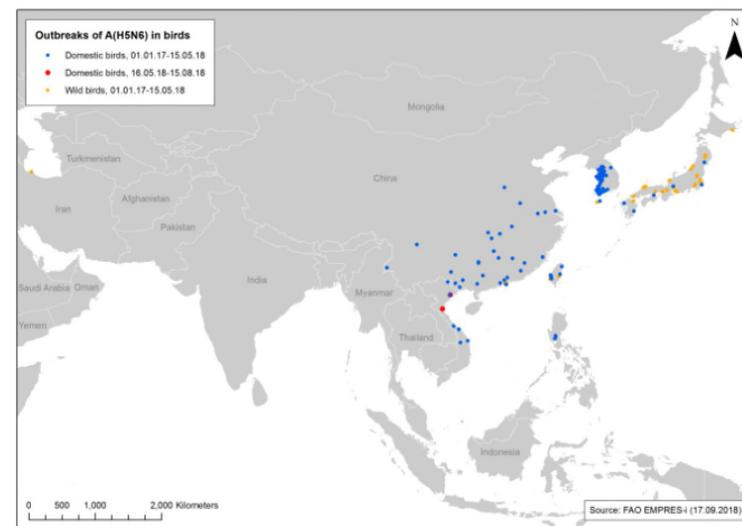 N
Outbreaks of A(H5N6) in birds
Domestic birds, 01.01.17-15.05.18
Domestic birds, 16.05.18-15.08.18
Wild birds, 01.01.17-15.05.18
Mongolia
Turkmenistan
China
Afghanistan
Iran
Pakistan
Saudi Arabia
Oman
India
Myanmar
Yemen
Thailand
Indonesia
0 500 1,000 2,000 Kilometers
Source: FAO EMPRES-i (17.09.2018)